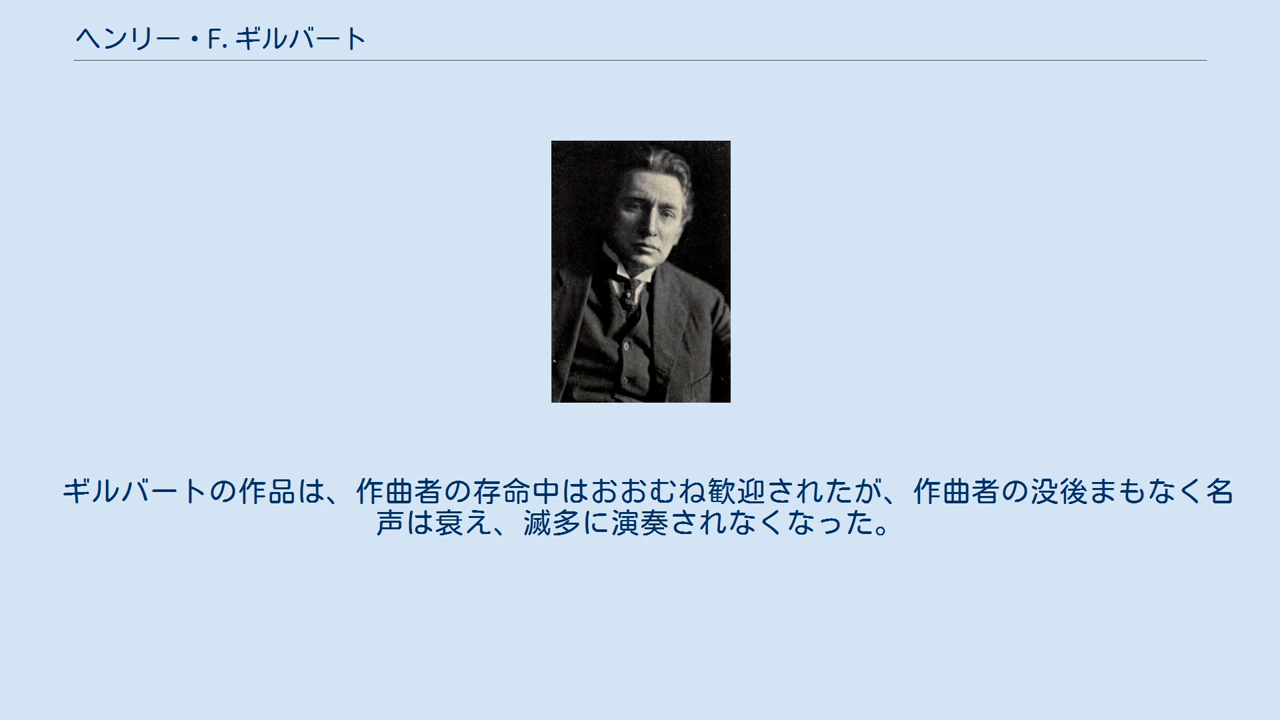 ヘンリー・F. ギルバート
ギルバートの作品は、作曲者の存命中はおおむね歓迎されたが、作曲者の没後まもなく名
声は衰え、滅多に演奏されなくなった。